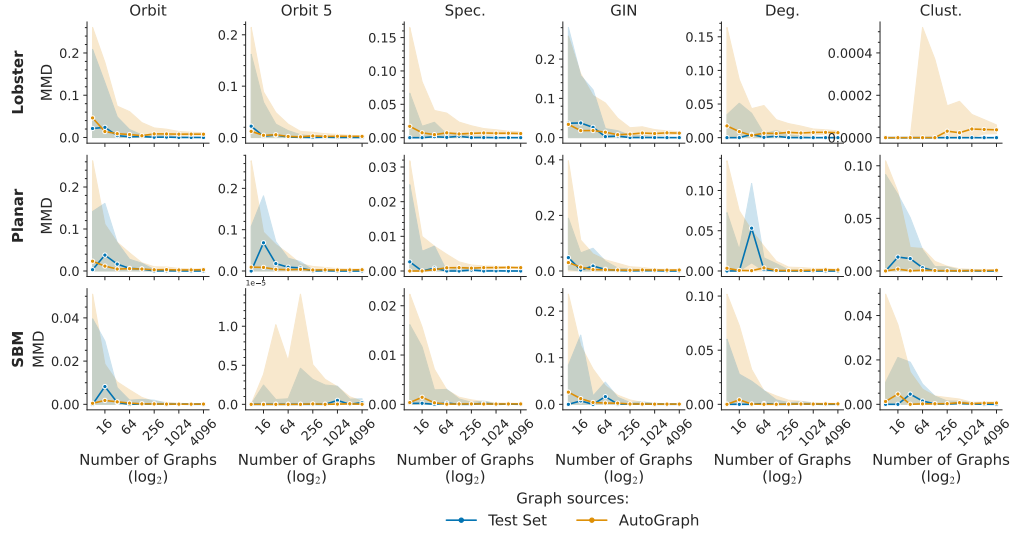 Orbit Orbit 5 Spec. GIN Deg. Clust.
Lobster
MMD
0.2 0.1 0.0
0.2 0.1 0.0
0.15 0.10 0.05 0.00
0.2 0.1 0.0
0.15 0.10 0.05 0.00
0.0004 0.0002 0.0000
Planar
MMD
0.2 0.1 0.0
0.2 0.1 0.0
0.03 0.02 0.01 0.00
0.4 0.2 0.0
0.10 0.05 0.00
0.10 0.05 0.00
SBM
MMD
0.04 0.02 0.00
1e−5
1.0 0.5 0.0
0.02 0.01 0.00
0.2 0.1 0.0
0.10 0.05 0.00
0.04 0.02 0.00
16 64 256 1024 4096
16 64 256 1024 4096
16 64 256 1024 4096
16 64 256 1024 4096
16 64 256 1024 4096
16 64 256 1024 4096
Number of Graphs Number of Graphs Number of Graphs Number of Graphs Number of Graphs Number of Graphs
(log₂) (log₂) (log₂) (log₂) (log₂) (log₂)
Graph sources:
Test Set AutoGraph